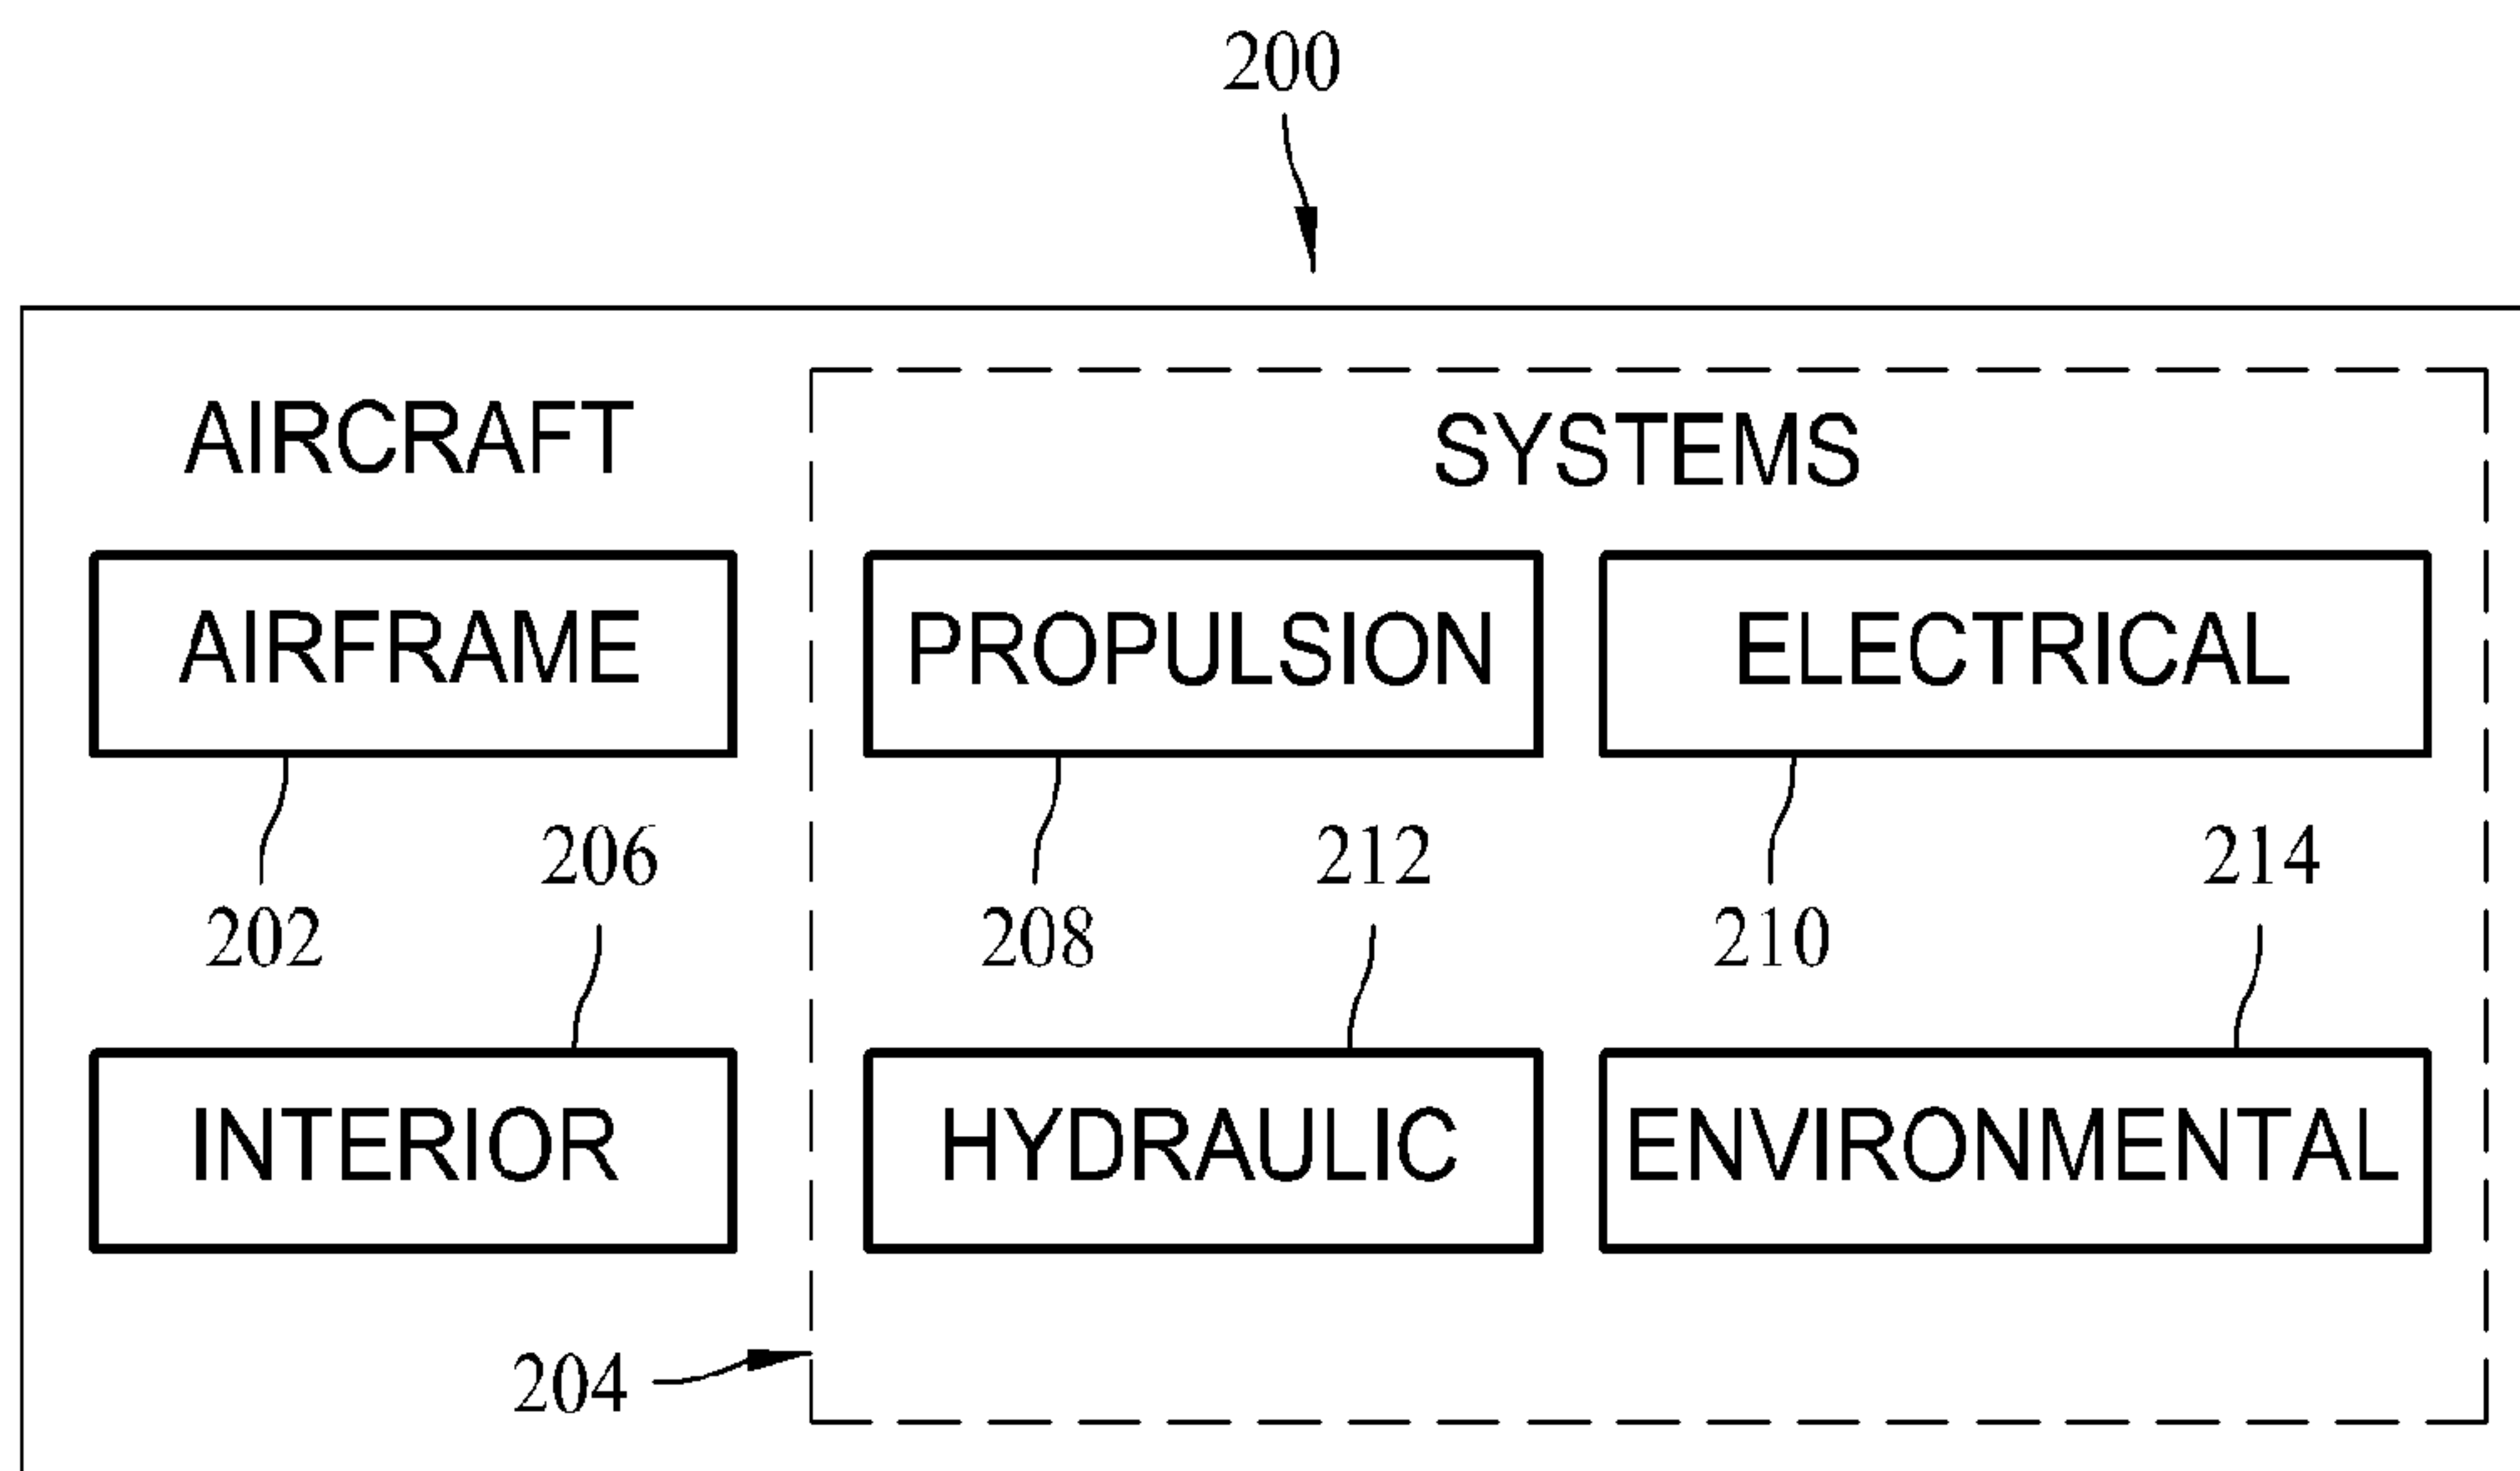 200
AIRCRAFT
SYSTEMS
AIRFRAME
PROPULSION
ELECTRICAL
206
212
214
202
208
210
INTERIOR
HYDRAULIC
ENVIRONMENTAL
204